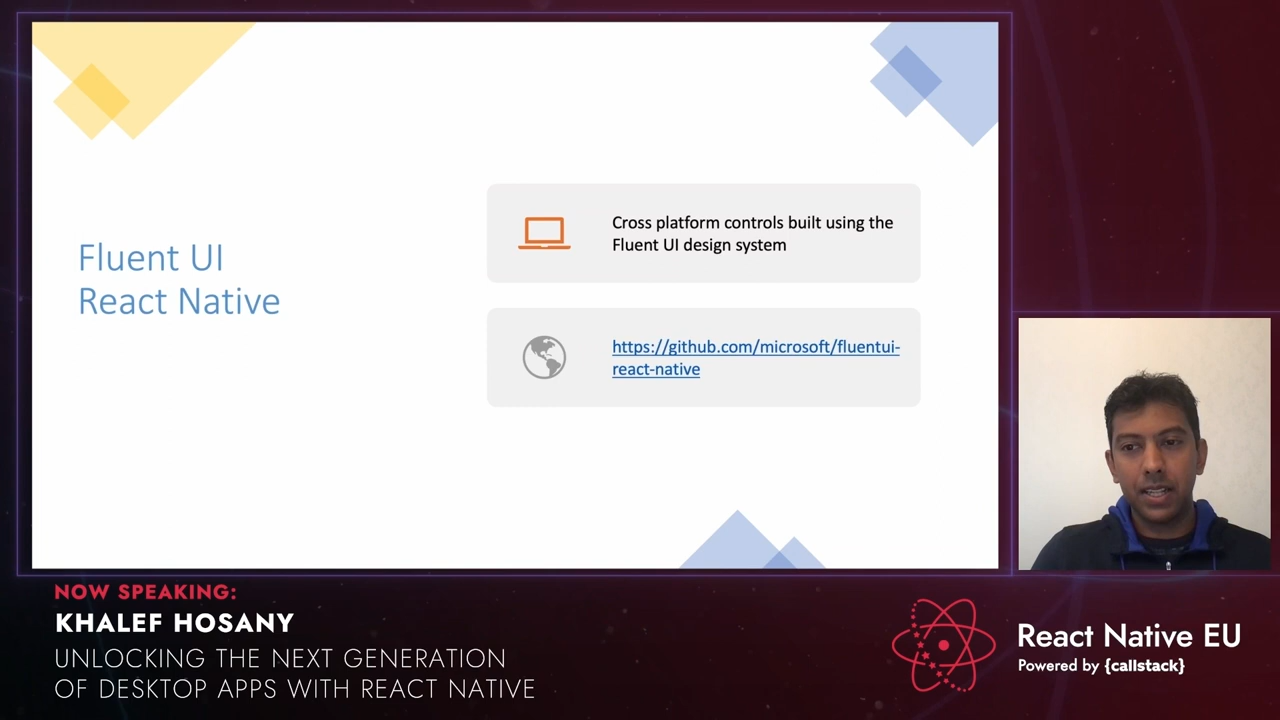 Fluent UI
React Native
Cross platform controls built using the
Fluent UI design system
https://github.com/microsoft/fluentui-
react-native
NOW SPEAKING:
KHALEF HOSANY
UNLOCKING THE NEXT GENERATION
OF DESKTOP APPS WITH REACT NATIVE
React Native EU
Powered by {callstack}